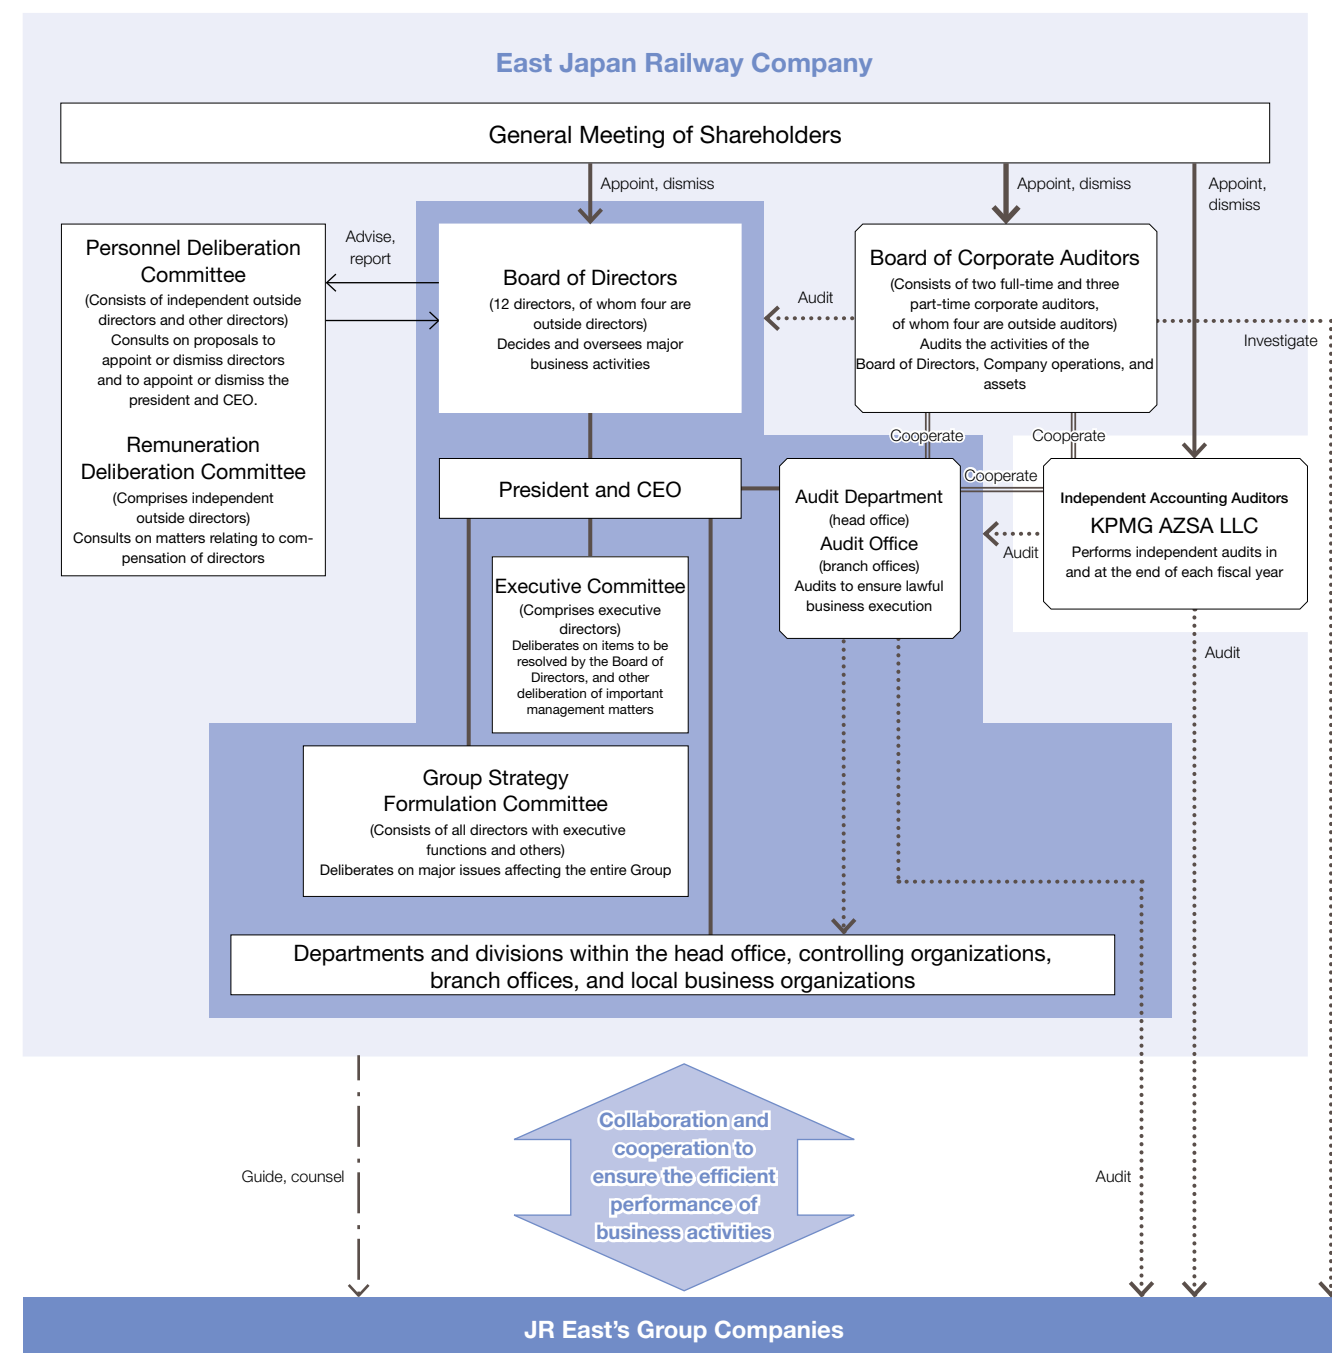 East Japan Railway Company
General Meeting of Shareholders
Appoint, dismiss
Appoint, dismiss
Appoint,
dismiss
Personnel Deliberation
Committee
(Consists of independent outside
directors and other directors)
Consults on proposals to
appoint or dismiss directors
and to appoint or dismiss the
president and CEO.
Remuneration
Deliberation Committee
(Comprises independent
outside directors)
Consults on matters relating to com-
pensation of directors
Advise,
report
Board of Directors
(12 directors, of whom four are
outside directors)
Decides and oversees major
business activities
Audit
Board of Corporate Auditors
(Consists of two full-time and three
part-time corporate auditors,
of whom four are outside auditors)
Audits the activities of the
Board of Directors, Company operations, and
assets
Investigate
Cooperate
Cooperate
President and CEO
Audit Department
(head office)
Audit Office
(branch offices)
Audits to ensure lawful
business execution
Cooperate
Audit
Independent Accounting Auditors
KPMG AZSA LLC
Performs independent audits in
and at the end of each fiscal year
Audit
Executive Committee
(Comprises executive
directors)
Deliberates on items to be
resolved by the Board of
Directors, and other
deliberation of important
management matters
Group Strategy
Formulation Committee
(Consists of all directors with executive
functions and others)
Deliberates on major issues affecting the entire Group
Departments and divisions within the head office, controlling organizations,
branch offices, and local business organizations
Guide, counsel
Collaboration and
cooperation to
ensure the efficient
performance of
business activities
Audit
JR East’s Group Companies